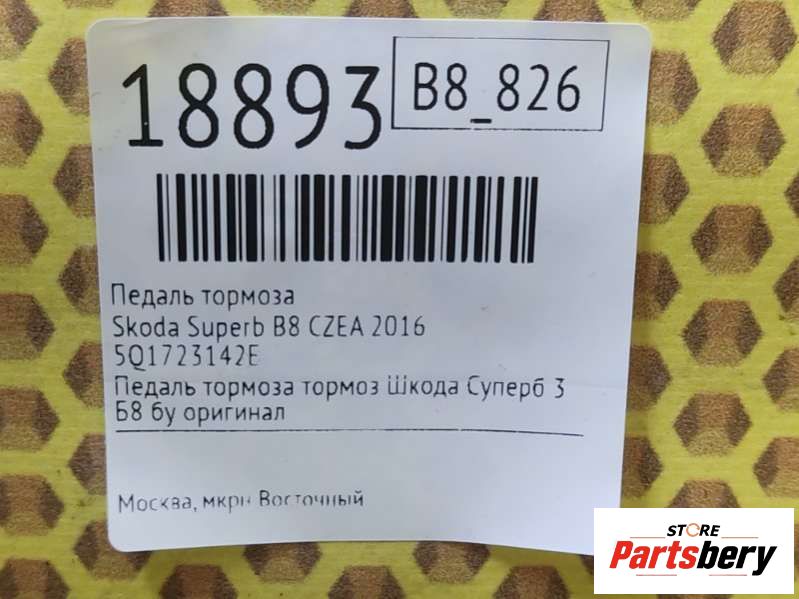 18893
B8_826
Педаль тормоза
Skoda Superb B8 CZEA 2016
5Q1723142E
Педаль тормоза тормоз Шкода Суперб 3
Б8 бу оригинал
Москва, мкрн Восточный
STORE
Partsbery